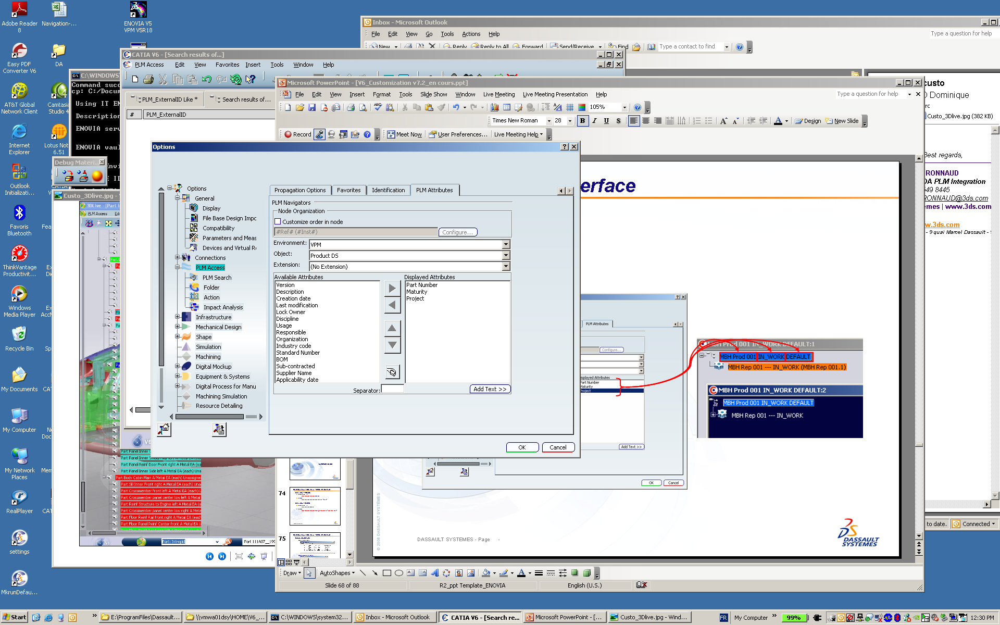 Adobe Reader 8
Navigation-...
ENOVIA V5 VPM V5R18
Easy PDF Converter V6
DA
AT&T Global Network Client
Camtasia Studio 4
Internet Explorer
Lotus Not 6.51
Outlook Initializati...
Favoris Bluetooth
ThinkVantage Productivit...
Windows Media Player
Recycle Bin
My Documents
My Computer
My Network Places
RealPlayer
settings
MkrunDefau...
Inbox - Microsoft Outlook
File Edit View Go Tools Actions Help
Type a question for help
New Reply Reply to All Forward Send/Receive Find Type a contact to find
C:\WINDOWS\
Command succ
cp: C:/Docum
Using IT EN
Description
ENOVIA serv
ENOVIA vaul
Debug Materi...
CATIA V6 - [Search results of...]
PLM Access Edit View Favorites Insert Tools Window Help
PLM_ExternalID Like *
Search results of...
# PLM_ExternalID
Microsoft PowerPoint - [V6_Customization v7.2_en cours.ppt]
File Edit View Insert Format Tools Slide Show Window Live Meeting Live Meeting Presentation Help
Type a question for help
105%
Times New Roman 28 B I U S Design New Slide
Record Meet Now User Preferences... Live Meeting Help
Options
Options
General
Display
File Base Design Impc
Compatibility
Parameters and Meas
Devices and Virtual R
Connections
PLM Access
PLM Search
Folder
Action
Impact Analysis
Infrastructure
Mechanical Design
Shape
Simulation
Machining
Digital Mockup
Equipment & Systems
Digital Process for Manu
Machining Simulation
Resource Detailing
Propagation Options
Favorites
Identification
PLM Attributes
PLM Navigators
Node Organization
Customize order in node
#Ref# (#Inst#)
Configure...
Environment: VPM
Object: Product DS
Extension: (No Extension)
Available Attributes
Version
Description
Creation date
Last modification
Lock Owner
Discipline
Usage
Responsible
Organization
Industry code
Standard Number
BOM
Sub-contracted
Supplier Name
Applicability date
Displayed Attributes
Part Number
Maturity
Project
Separator:
Add Text >>
OK
Cancel
erface
PLM Attributes
Configure...
isplayed Attributes
Part Number
Maturity
Project
Add Text >>
OK
Cancel
MBH Prod 001 IN_WORK DEFAULT:1
MBH Prod 001 IN_WORK DEFAULT
MBH Rep 001 --- IN_WORK (MBH Rep 001.1)
MBH Prod 001 IN_WORK DEFAULT:2
MBH Prod 001 IN_WORK DEFAULT
MBH Rep 001 --- IN_WORK
© 2006 DASSAULT SYSTEMES
DASSAULT SYSTEMES - Page -
DASSAULT SYSTEMES
74
75
Draw AutoShapes
Slide 68 of 88
R2_ppt Template_ENOVIA
English (U.S.)
custo
Dominique
Custo_3Dlive.jpg (382 KB)
Best regards,
RONNAUD
PLM Integration
49 8445
RONNAUD@3ds.com
emes | www.3ds.com
w.3ds.com
- 9 quai Marcel Dassault -
to date.
Connected
Custo_3Dlive.jpg -
3DLive - [Part
PLM Access
Part Panel Inner
Part Panel Reinf Door Front right A Metal EA (ea
Part Panel Inner Side left A Metal EA (each) Una
Part Body Cabin Main A Metal EA (each) Unassigne
Part Sill Inner Front right A Metal EA (each) Una
Part Crossmember front left A Metal EA (each) U
Part Crossmember panel center low left A Metal
Part Reinf Structure to Engine left A Metal EA (e
Part Crossmember panel center low right A Metal
Part Floor Reinf Rail front right A Metal EA (eac
Part Floor Panel Reinf Center front A Metal EA (
Part: Intrepid
Part 111A07__199
Start
E:\ProgramFiles\Dassault...
\\vmwa01dsy\HOME\V6_...
C:\WINDOWS\system32...
Inbox - Microsoft Outlook
CATIA V6 - [Search re...
Microsoft PowerPoint - [...
Custo_3Dlive.jpg - Wind...
FR
My Computer
99%
12:30 PM